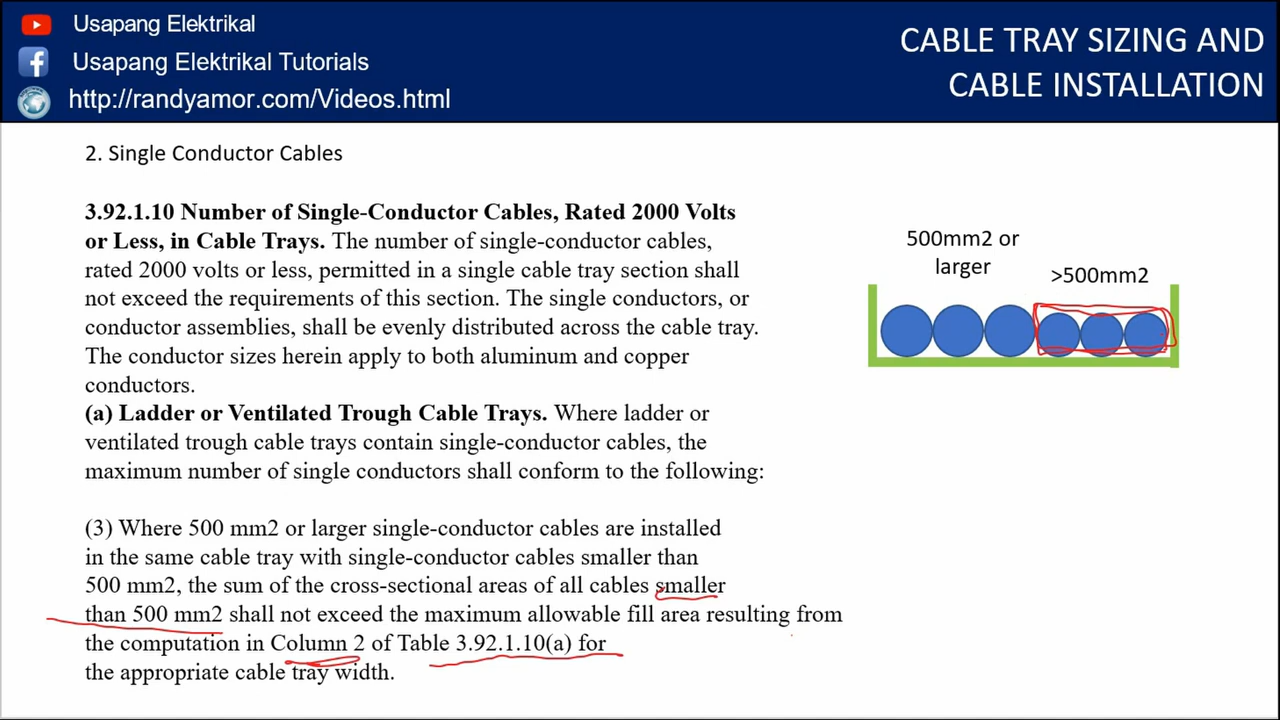 Usapang Elektrikal
Usapang Elektrikal Tutorials
http://randyamor.com/Videos.html
CABLE TRAY SIZING AND
CABLE INSTALLATION
2. Single Conductor Cables
3.92.1.10 Number of Single-Conductor Cables, Rated 2000 Volts
or Less, in Cable Trays. The number of single-conductor cables,
rated 2000 volts or less, permitted in a single cable tray section shall
not exceed the requirements of this section. The single conductors, or
conductor assemblies, shall be evenly distributed across the cable tray.
The conductor sizes herein apply to both aluminum and copper
conductors.
(a) Ladder or Ventilated Trough Cable Trays. Where ladder or
ventilated trough cable trays contain single-conductor cables, the
maximum number of single conductors shall conform to the following:
(3) Where 500 mm2 or larger single-conductor cables are installed
in the same cable tray with single-conductor cables smaller than
500 mm2, the sum of the cross-sectional areas of all cables smaller
than 500 mm2 shall not exceed the maximum allowable fill area resulting from
the computation in Column 2 of Table 3.92.1.10(a) for
the appropriate cable tray width.
500mm2 or
larger
>500mm2